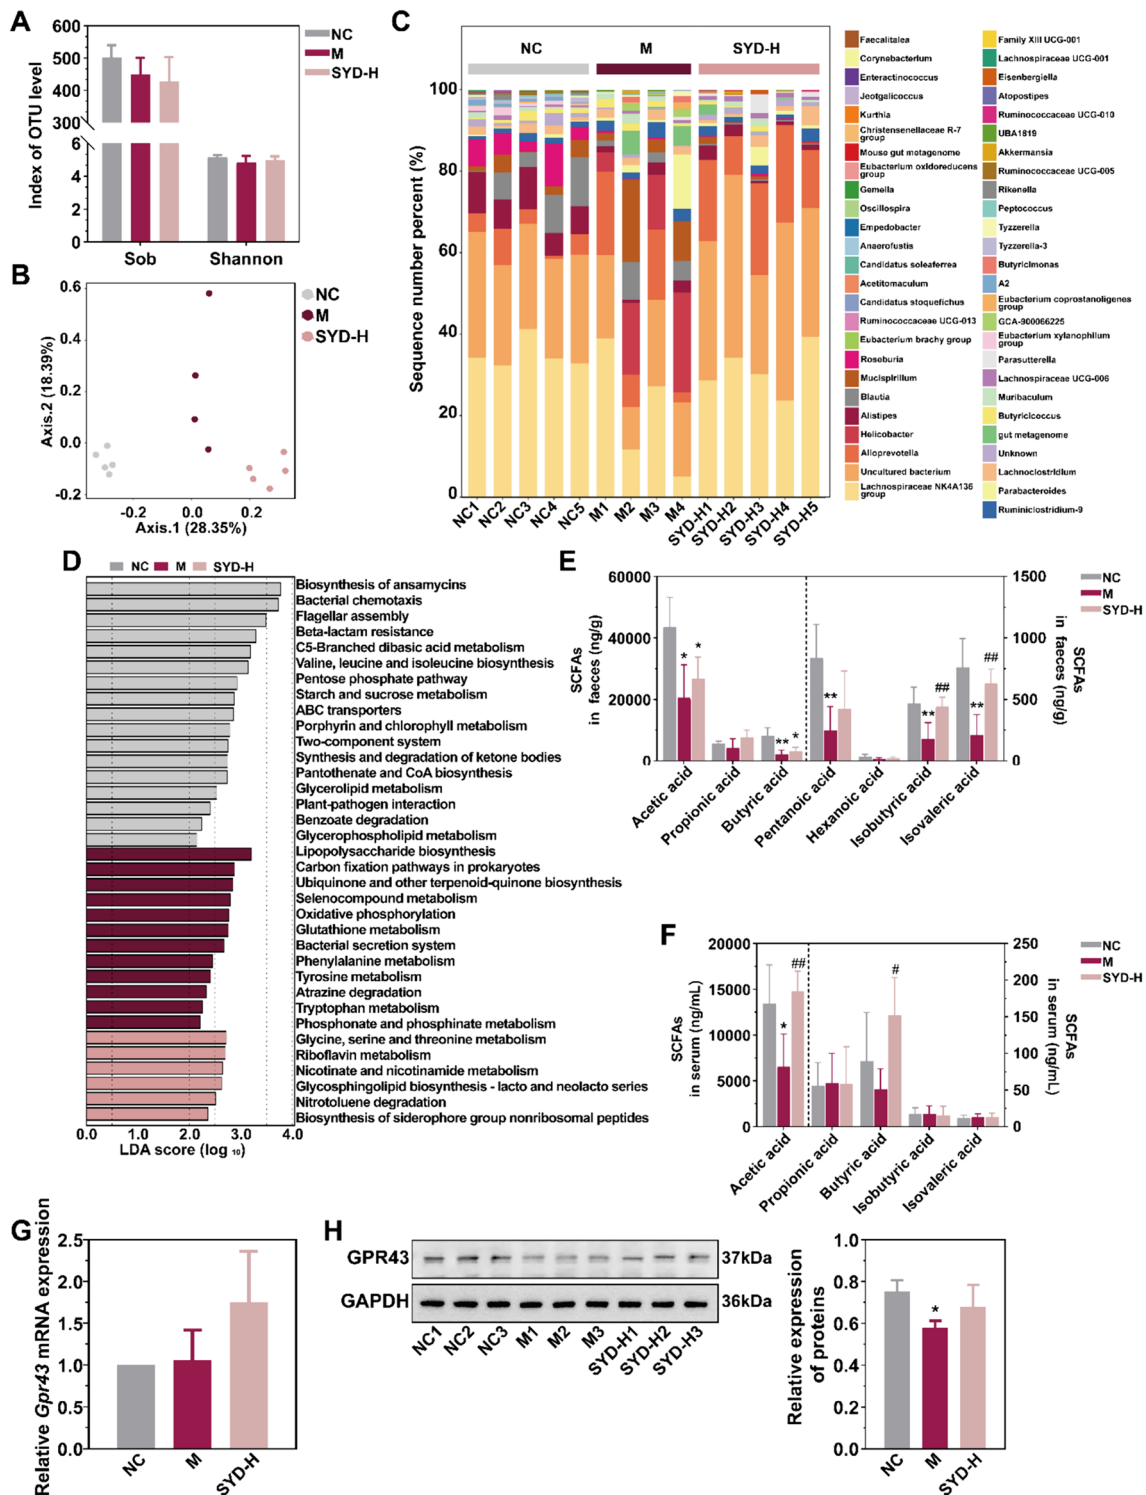 A
600
500
400
300
6
4
2
0
Index of OTU level
Sob
Shannon
NC
M
SYD-H
B
0.6
0.4
0.2
0.0
-0.2
Axis.2 (18.39%)
-0.2
0.0
0.2
Axis.1 (28.35%)
NC
M
SYD-H
C
NC
M
SYD-H
100
80
60
40
20
0
Sequence number percent (%)
NC1
NC2
NC3
NC4
NC5
M1
M2
M3
M4
SYD-H1
SYD-H2
SYD-H3
SYD-H4
SYD-H5
Faecalitalea
Corynebacterium
Enteractinococcus
Jeotgalicoccus
Kurthia
Christensenellaceae R-7
group
Mouse gut metagenome
Eubacterium oxidoreducens
group
Gemella
Oscillospira
Empedobacter
Anaerofustis
Candidatus soleaferrea
Acetitomaculum
Candidatus stoquefichus
Ruminococcaceae UCG-013
Eubacterium brachy group
Roseburia
Mucispirillum
Blautia
Alistipes
Helicobacter
Alloprevotella
Uncultured bacterium
Lachnospiraceae NK4A136
group
Family XIII UCG-001
Lachnospiraceae UCG-001
Eisenbergiella
Atopostipes
Ruminococcaceae UCG-010
UBA1819
Akkermansia
Ruminococcaceae UCG-005
Rikenella
Peptococcus
Tyzzerella
Tyzzerella-3
Butyricimonas
A2
Eubacterium coprostanoligenes
group
GCA-900066225
Eubacterium xylanophilum
group
Parasutterella
Lachnospiraceae UCG-006
Muribaculum
Butyricicoccus
gut metagenome
Unknown
Lachnoclostridium
Parabacteroides
Ruminiclostridium-9
D
NC M SYD-H
Biosynthesis of ansamycins
Bacterial chemotaxis
Flagellar assembly
Beta-lactam resistance
C5-Branched dibasic acid metabolism
Valine, leucine and isoleucine biosynthesis
Pentose phosphate pathway
Starch and sucrose metabolism
ABC transporters
Porphyrin and chlorophyll metabolism
Two-component system
Synthesis and degradation of ketone bodies
Pantothenate and CoA biosynthesis
Glycerolipid metabolism
Plant-pathogen interaction
Benzoate degradation
Glycerophospholipid metabolism
Lipopolysaccharide biosynthesis
Carbon fixation pathways in prokaryotes
Ubiquinone and other terpenoid-quinone biosynthesis
Selenocompound metabolism
Oxidative phosphorylation
Glutathione metabolism
Bacterial secretion system
Phenylalanine metabolism
Tyrosine metabolism
Atrazine degradation
Tryptophan metabolism
Phosphonate and phosphinate metabolism
Glycine, serine and threonine metabolism
Riboflavin metabolism
Nicotinate and nicotinamide metabolism
Glycosphingolipid biosynthesis - lacto and neolacto series
Nitrotoluene degradation
Biosynthesis of siderophore group nonribosomal peptides
0.0 1.0 2.0 3.0 4.0
LDA score (log 10)
E
60000
40000
20000
0
SCFAs
in faeces (ng/g)
1500
1000
500
0
SCFAs
in faeces (ng/g)
* * ** * ** ** ## ** ##
Acetic acid
Propionic acid
Butyric acid
Pentanoic acid
Hexanoic acid
Isobutyric acid
Isovaleric acid
NC
M
SYD-H
F
20000
15000
10000
5000
0
SCFAs
in serum (ng/mL)
250
200
150
100
50
0
SCFAs
in serum (ng/mL)
* ## #
Acetic acid
Propionic acid
Butyric acid
Isobutyric acid
Isovaleric acid
NC
M
SYD-H
G
2.5
2.0
1.5
1.0
0.5
0.0
Relative Gpr43 mRNA expression
NC
M
SYD-H
H
GPR43
37kDa
GAPDH
36kDa
NC1
NC2
NC3
M1
M2
M3
SYD-H1
SYD-H2
SYD-H3
1.0
0.8
0.6
0.4
0.2
0.0
Relative expression
of proteins
*
NC
M
SYD-H